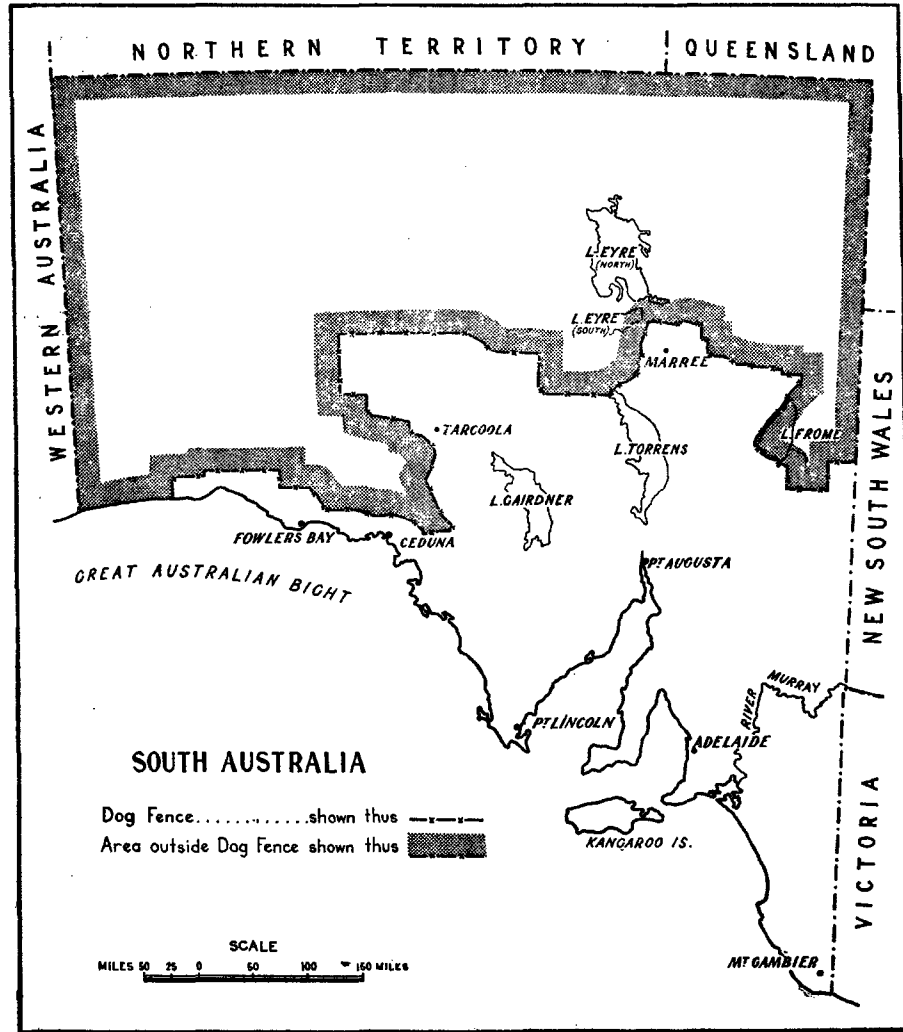 NORTHERN TERRITORY
QUEENSLAND
WESTERN AUSTRALIA
L. EYRE
(NORTH)
L. EYRE
(SOUTH)
MARREE
TARCOOLA
L. FROME
L. TORRENS
L. GAIRDNER
NEW SOUTH WALES
FOWLERS BAY
CEDUNA
PT AUGUSTA
GREAT AUSTRALIAN BIGHT
RIVER MURRAY
PT LINCOLN
ADELAIDE
SOUTH AUSTRALIA
Dog Fence............shown thus
Area outside Dog Fence shown thus
KANGAROO IS.
VICTORIA
SCALE
MILES 50 25 0 50 100 150 MILES
MT GAMBIER